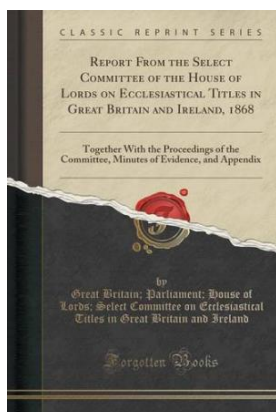 CLASSIC REPRINT SERIES
REPORT FROM THE SELECT
COMMITTEE OF THE HOUSE OF
LORDS ON ECCLESIASTICAL TITLES IN
GREAT BRITAIN AND IRELAND, 1868
Together With the Proceedings of the
Committee, Minutes of Evidence, and Appendix
by
Great Britain; Parliament; House of
Lords; Select Committee on Ecclesiastical
Titles in Great Britain and Ireland
Forgotten Books